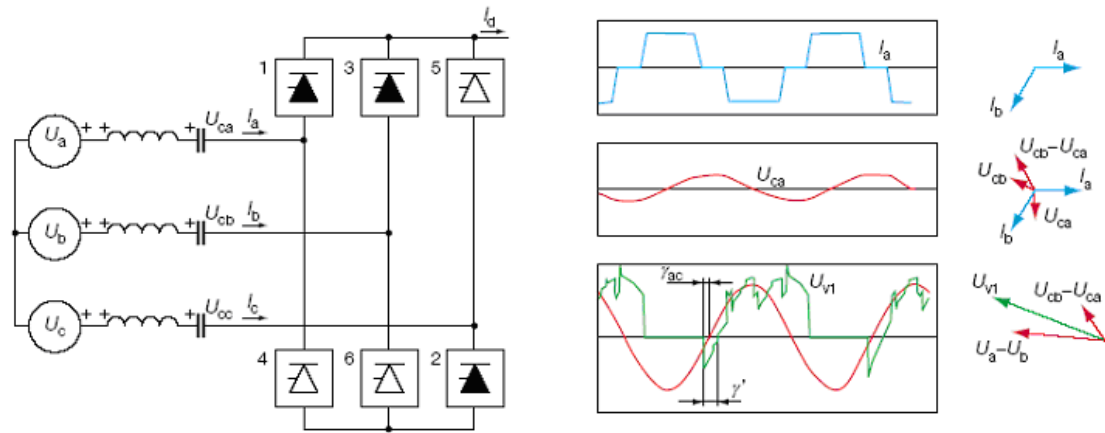 I_d
1 3 5
U_a + + + U_ca I_a
U_b + + + U_cb I_b
U_c + + + U_cc I_c
4 6 2
I_a
I_a
I_b
U_ca
U_cb–U_ca
U_cb
I_a
I_b
U_ca
γ_ac
U_v1
γ'
U_v1
U_cb–U_ca
U_a–U_b